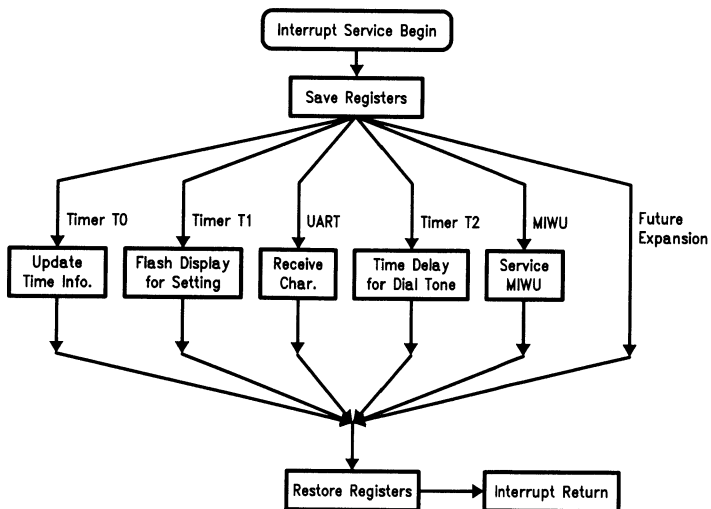 Interrupt Service Begin
Save Registers
Timer T0
Timer T1
UART
Timer T2
MIWU
Future
Expansion
Update
Time Info.
Flash Display
for Setting
Receive
Char.
Time Delay
for Dial Tone
Service
MIWU
Restore Registers
Interrupt Return